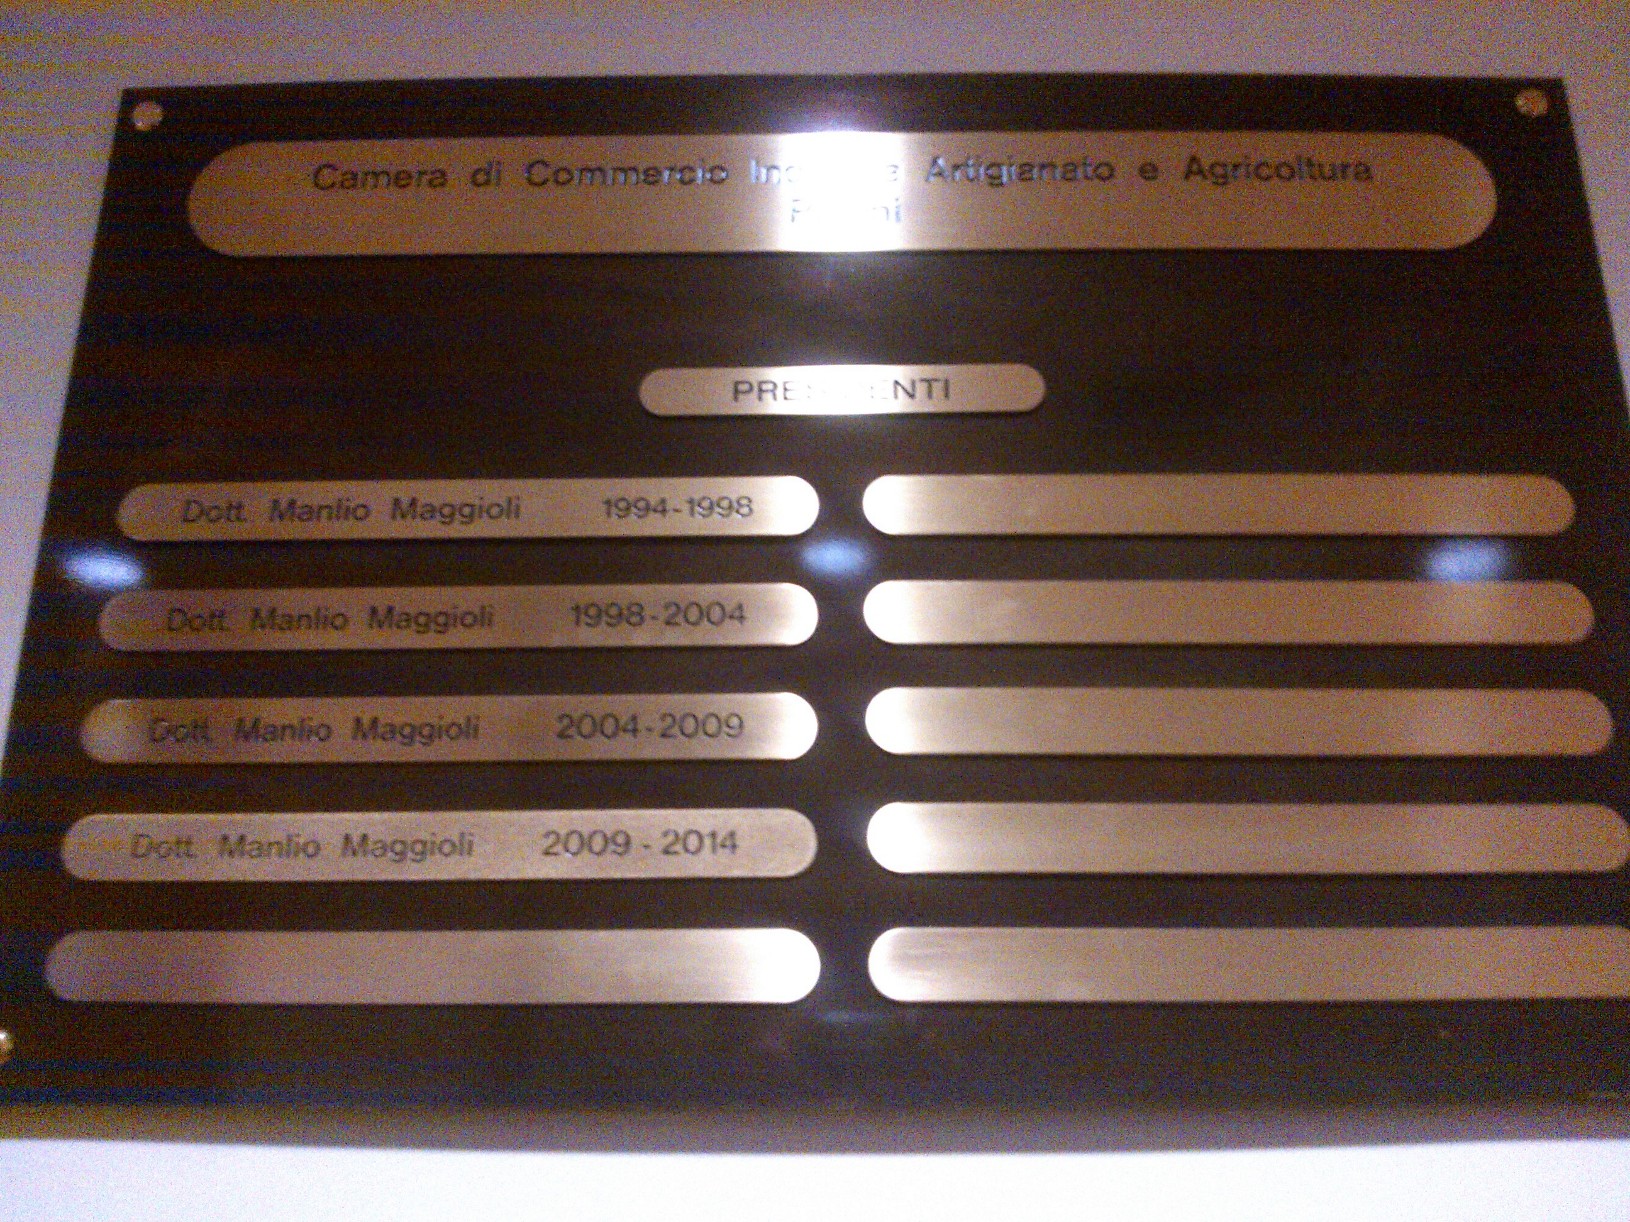 Camera di Commercio Artigianato e Agricoltura
PRESIDENTI
Dott. Manlio Maggioli 1994-1998
Dott. Manlio Maggioli 1998-2004
Dott. Manlio Maggioli 2004-2009
Dott. Manlio Maggioli 2009-2014